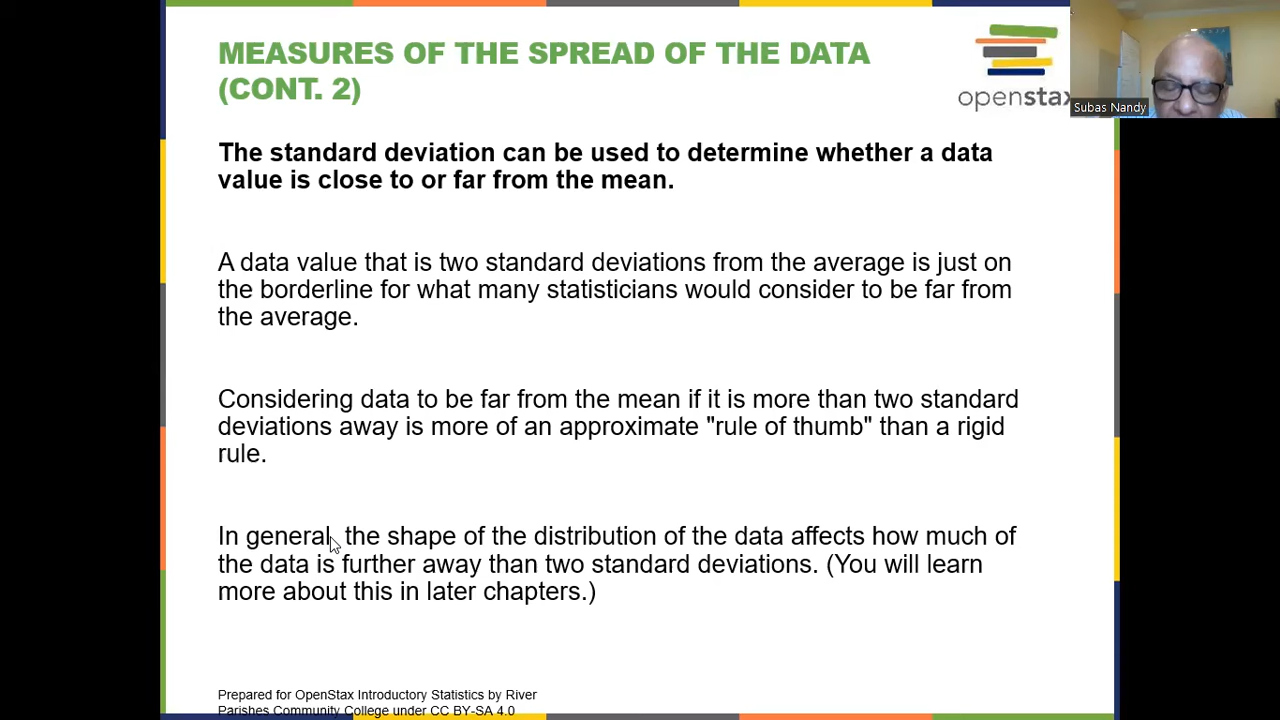 MEASURES OF THE SPREAD OF THE DATA
(CONT. 2)
openstax
Subas Nandy
The standard deviation can be used to determine whether a data
value is close to or far from the mean.
A data value that is two standard deviations from the average is just on
the borderline for what many statisticians would consider to be far from
the average.
Considering data to be far from the mean if it is more than two standard
deviations away is more of an approximate "rule of thumb" than a rigid
rule.
In general, the shape of the distribution of the data affects how much of
the data is further away than two standard deviations. (You will learn
more about this in later chapters.)
Prepared for OpenStax Introductory Statistics by River
Parishes Community College under CC BY-SA 4.0